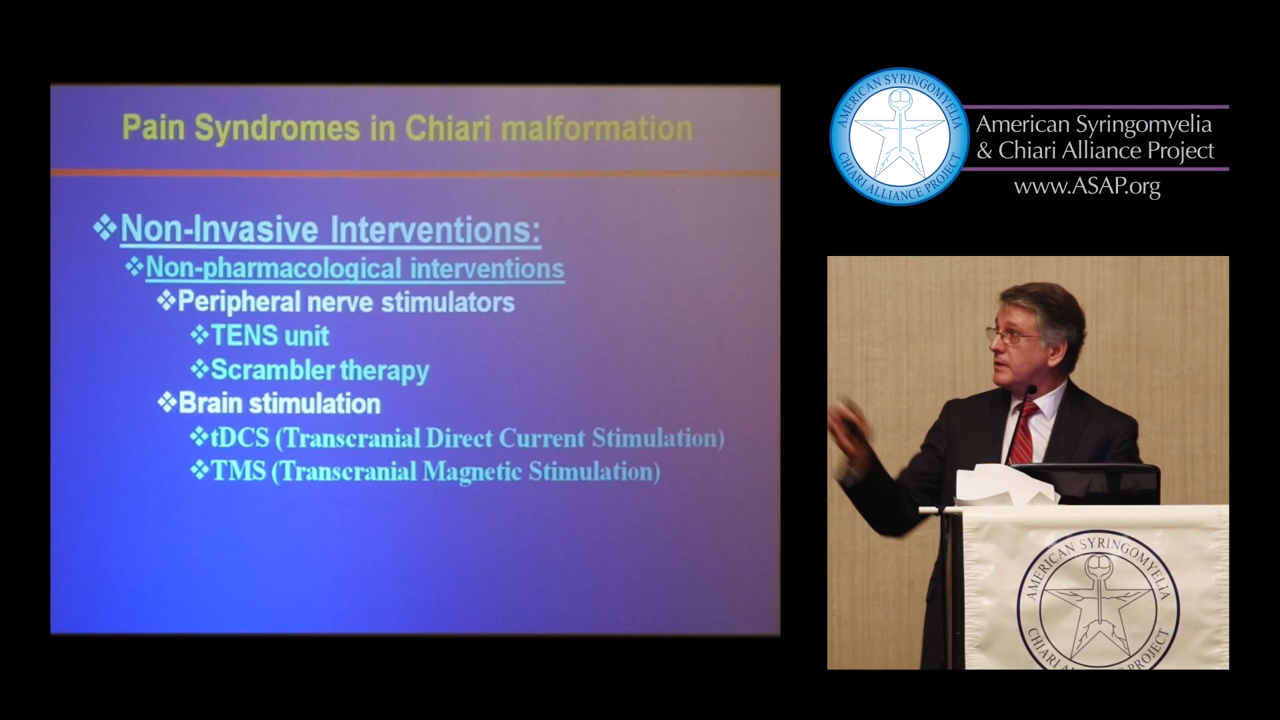 Pain Syndromes in Chiari malformation
❖Non-Invasive Interventions:
❖Non-pharmacological interventions
❖Peripheral nerve stimulators
❖TENS unit
❖Scrambler therapy
❖Brain stimulation
❖tDCS (Transcranial Direct Current Stimulation)
❖TMS (Transcranial Magnetic Stimulation)
AMERICAN SYRINGOMYELIA
CHIARI ALLIANCE PROJECT
American Syringomyelia
& Chiari Alliance Project
www.ASAP.org
AMERICAN SYRINGOMYELIA
CHIARI ALLIANCE PROJECT